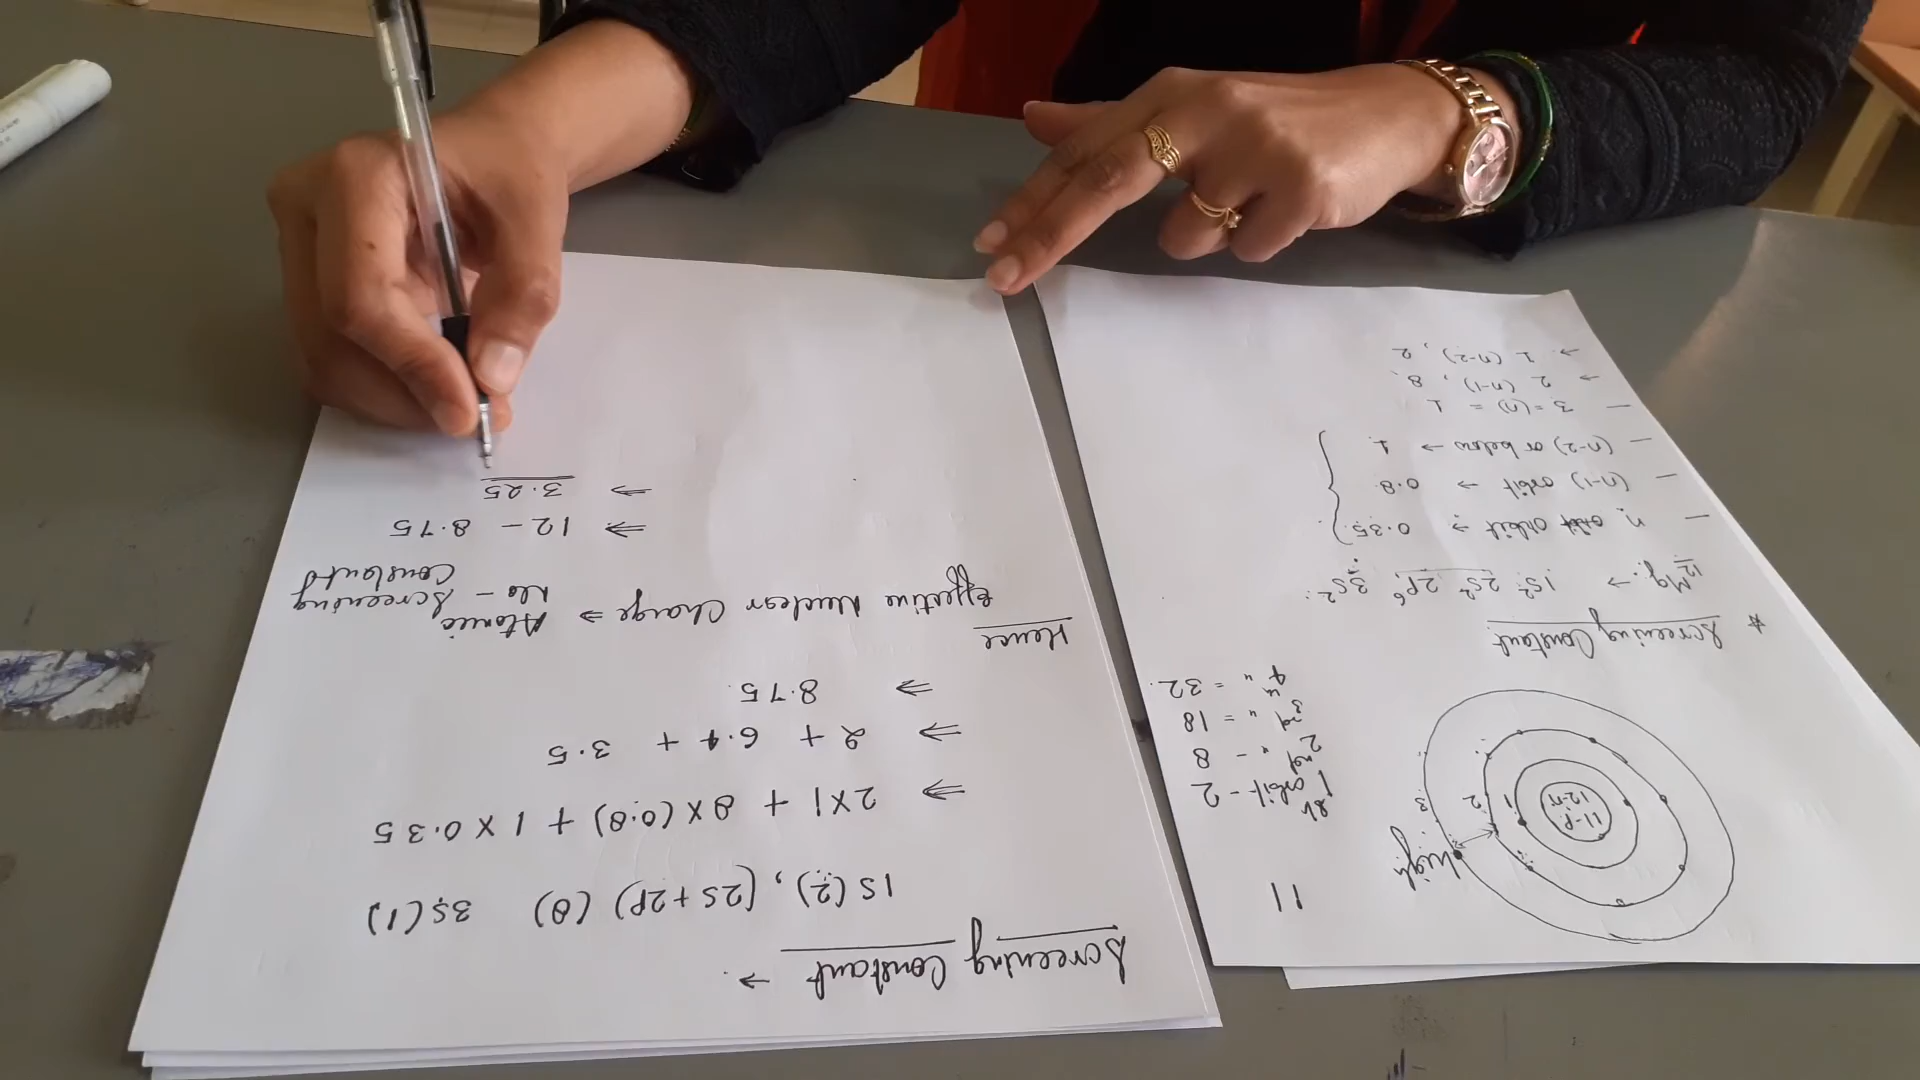 Screening Constant →
1S (2), [2S + 2P) (8) 3S (1)
⇒ 2X1 + 8 X (0.8) + 1 X 0.35
⇒ 2 + 6.4 + 3.5
⇒ 8.75
Hence
Effective Nuclear Charge ⇒ Atomic No - Screening Constant
⇒ 12 - 8.75
⇒ 3.25
11
high
11-P
12-n
1
2
3
1st orbit - 2
2nd " - 8
3rd " = 18
4th " = 32.
* Screening Constant
12Mg. → 1S² 2S² 2P⁶ 3S².
— n. orbit → 0.35
— (n-1) orbit → 0.8
— (n-2) or below → 1
— 3 = (n) = 1
→ 2 (n-1), 8
→ 1 (n-2), 2